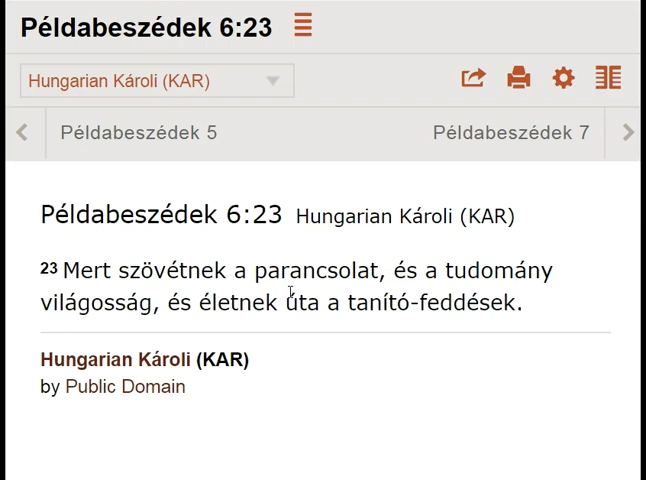 Példabeszédek 6:23
Hungarian Károli (KAR)
Példabeszédek 5
Példabeszédek 7
Példabeszédek 6:23 Hungarian Károli (KAR)
23 Mert szövétnek a parancsolat, és a tudomány
világosság, és életnek úta a tanító-feddések.
Hungarian Károli (KAR)
by Public Domain